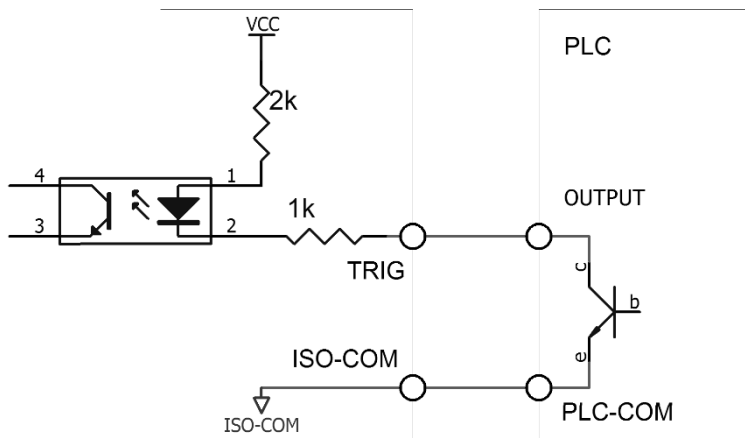 VCC
PLC
2k
4
1
3
2
1k
OUTPUT
TRIG
c
b
e
ISO-COM
PLC-COM
ISO-COM